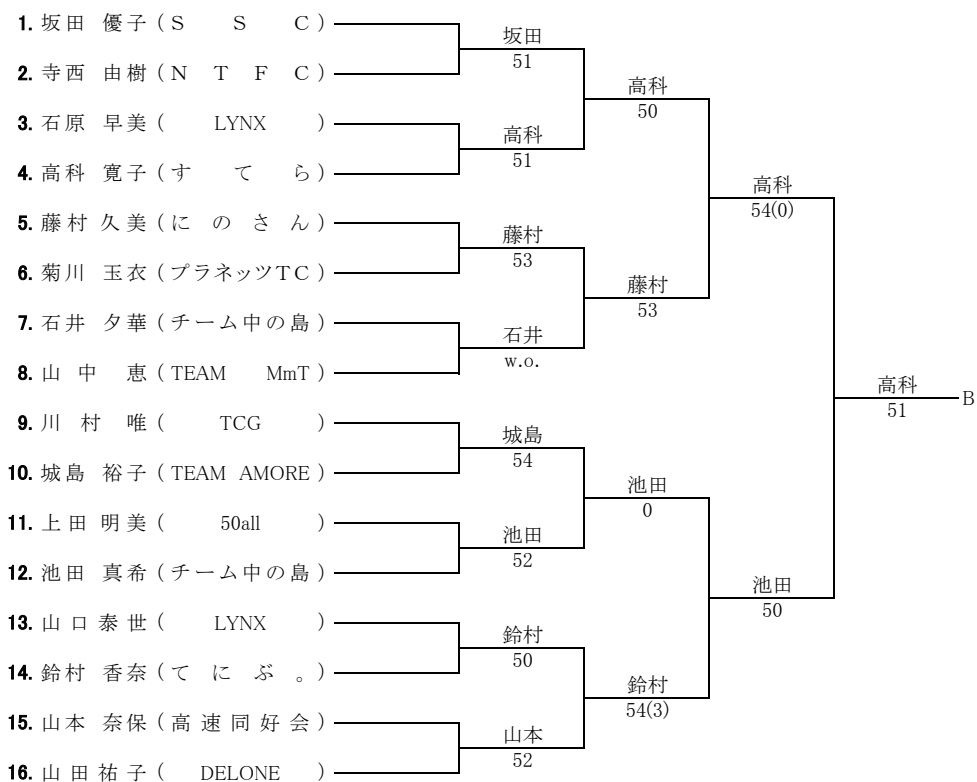 1. 坂田 優子 (S S C)
坂田
51
2. 寺西 由樹 (N T F C)
高科
50
3. 石原 早美 ( LYNX )
高科
51
4. 高科 寛子 (す て ら)
高科
54(0)
5. 藤村 久美 (に の さ ん)
藤村
53
6. 菊川 玉衣 (プラネッツTC)
藤村
53
7. 石井 夕華 (チーム中の島)
石井
w.o.
8. 山中 恵 (TEAM MmT)
高科
51
B
9. 川村 唯 ( TCG )
城島
54
10. 城島 裕子 (TEAM AMORE)
池田
0
11. 上田 明美 ( 50all )
池田
52
12. 池田 真希 (チーム中の島)
池田
50
13. 山口 泰世 ( LYNX )
鈴村
50
14. 鈴村 香奈 (て に ぶ 。)
鈴村
54(3)
15. 山本 奈保 (高速同好会)
山本
52
16. 山田 祐子 ( DELONE )